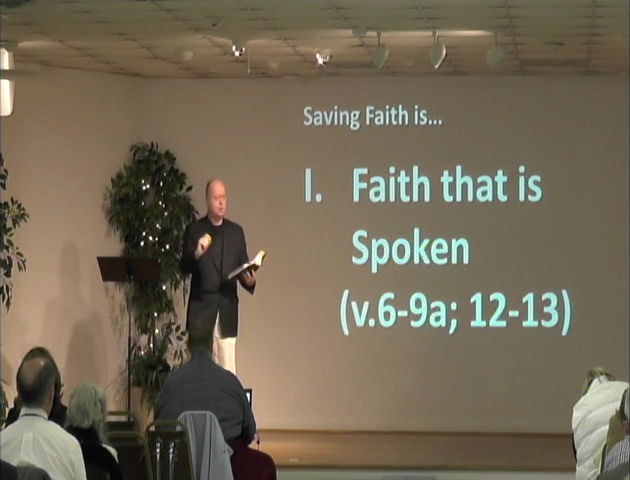 Saving Faith is...
I. Faith that is
Spoken
(v.6-9a; 12-13)